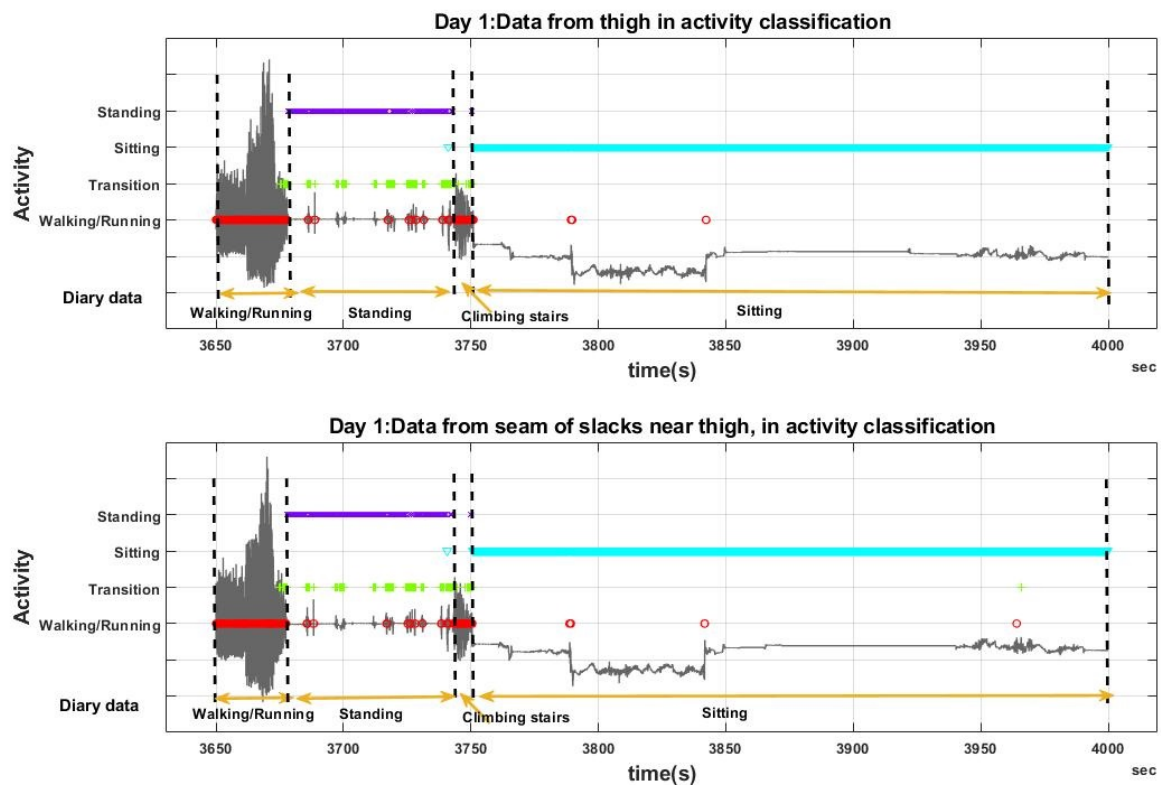 Day 1:Data from thigh in activity classification
Standing
Sitting
Transition
Walking/Running
Activity
Diary data
Walking/Running
Standing
Climbing stairs
Sitting
3650 3700 3750 3800 3850 3900 3950 4000
time(s)
sec
Day 1:Data from seam of slacks near thigh, in activity classification
Standing
Sitting
Transition
Walking/Running
Activity
Diary data
Walking/Running
Standing
Climbing stairs
Sitting
3650 3700 3750 3800 3850 3900 3950 4000
time(s)
sec